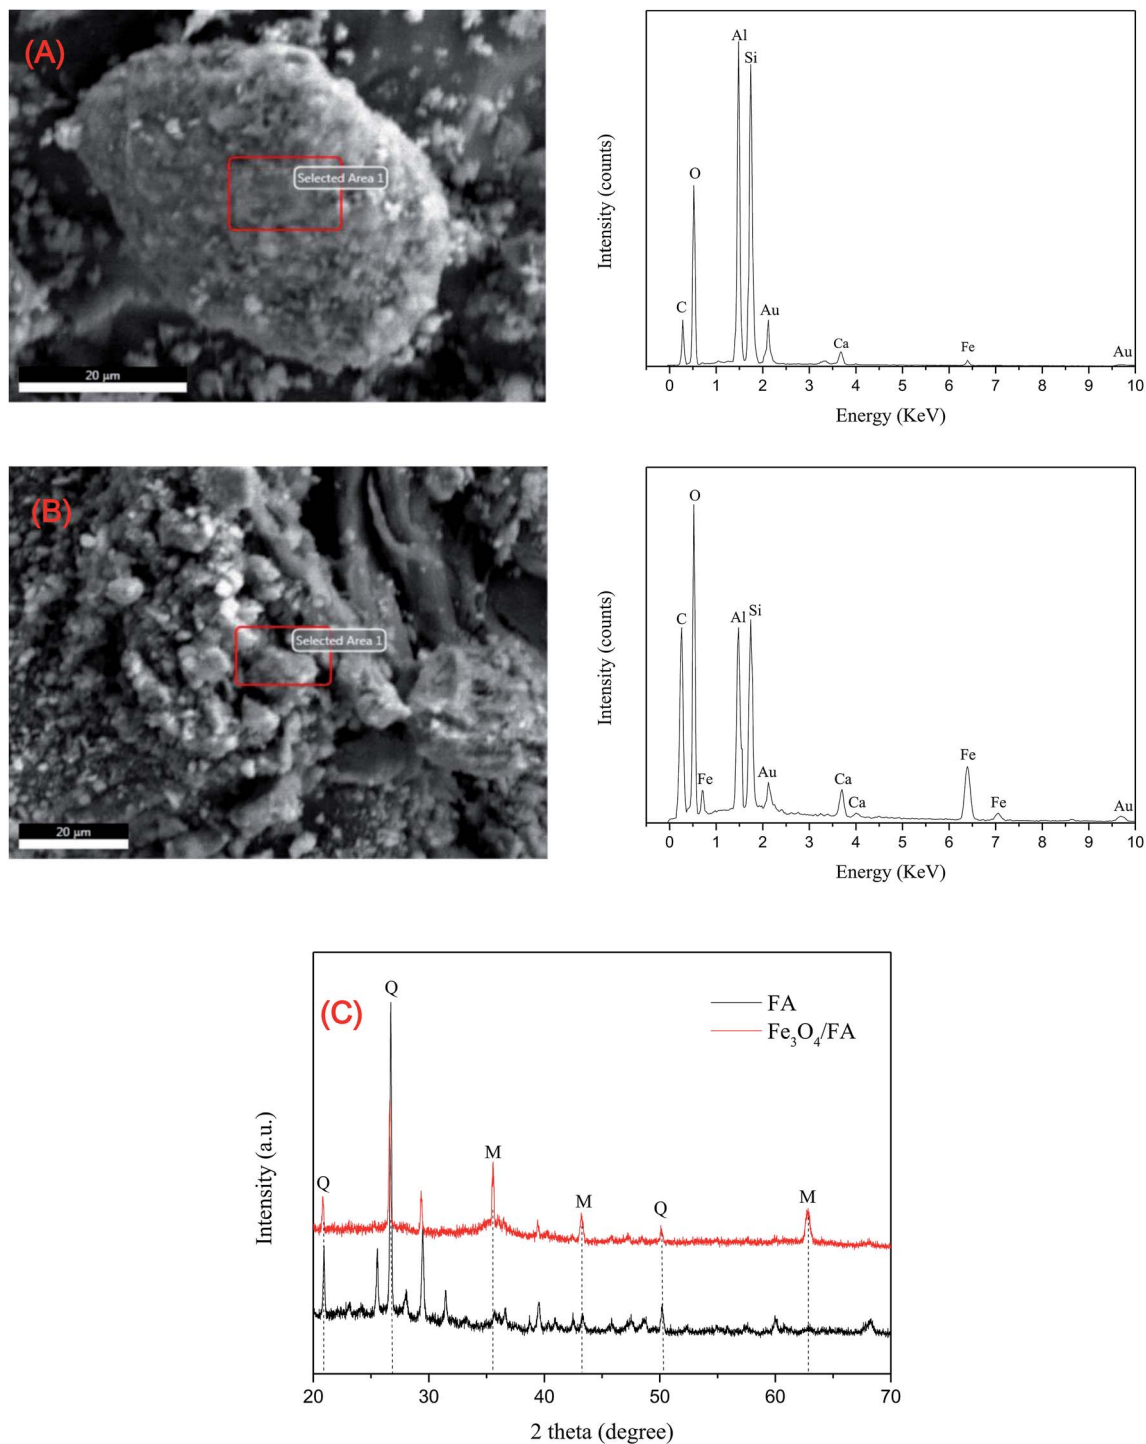 (A)
Selected Area 1
20 μm
Al
Si
O
C
Au
Ca
Fe
Au
Intensity (counts)
0 1 2 3 4 5 6 7 8 9 10
Energy (KeV)
(B)
Selected Area 1
20 μm
O
C
Al
Si
Fe
Au
Ca
Ca
Fe
Fe
Au
Intensity (counts)
0 1 2 3 4 5 6 7 8 9 10
Energy (KeV)
(C)
Q
FA
Fe₃O₄/FA
Q
M
M
Q
M
Intensity (a.u.)
20 30 40 50 60 70
2 theta (degree)